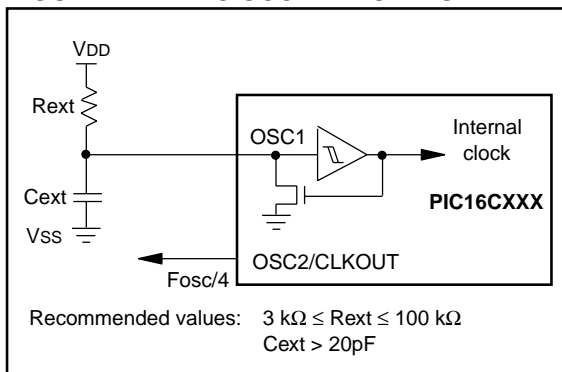 VDD
Rext
OSC1
Internal
clock
Cext
PIC16CXXX
VSS
OSC2/CLKOUT
Fosc/4
Recommended values: 3 kΩ ≤ Rext ≤ 100 kΩ
Cext > 20pF